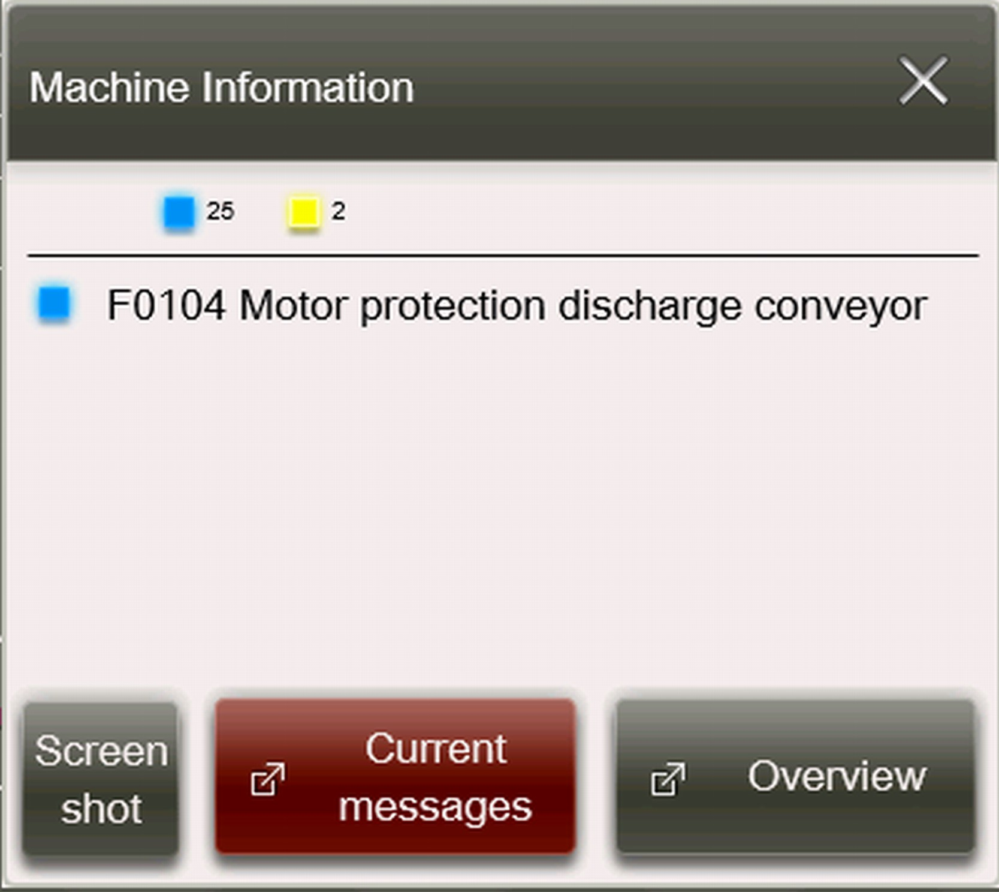 Machine Information
25 2
F0104 Motor protection discharge conveyor
Screen
shot
Current
messages
Overview